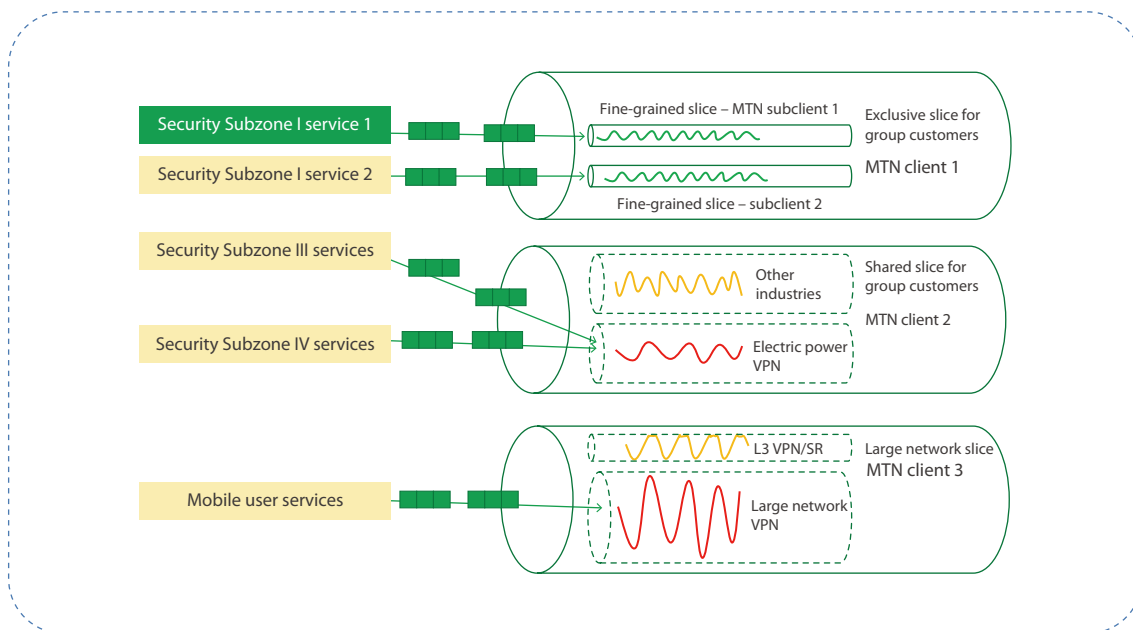 Security Subzone I service 1
Security Subzone I service 2
Security Subzone III services
Security Subzone IV services
Mobile user services
Fine-grained slice – MTN subclient 1
Fine-grained slice – subclient 2
Exclusive slice for
group customers
MTN client 1
Other
industries
Electric power
VPN
Shared slice for
group customers
MTN client 2
L3 VPN/SR
Large network
VPN
Large network slice
MTN client 3